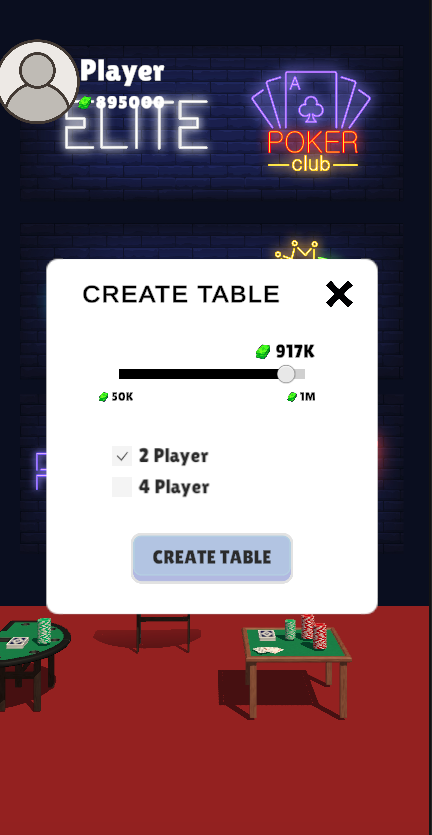 Player
895000
ELITE
A
POKER
club
CREATE TABLE
917K
50K
1M
2 Player
4 Player
CREATE TABLE